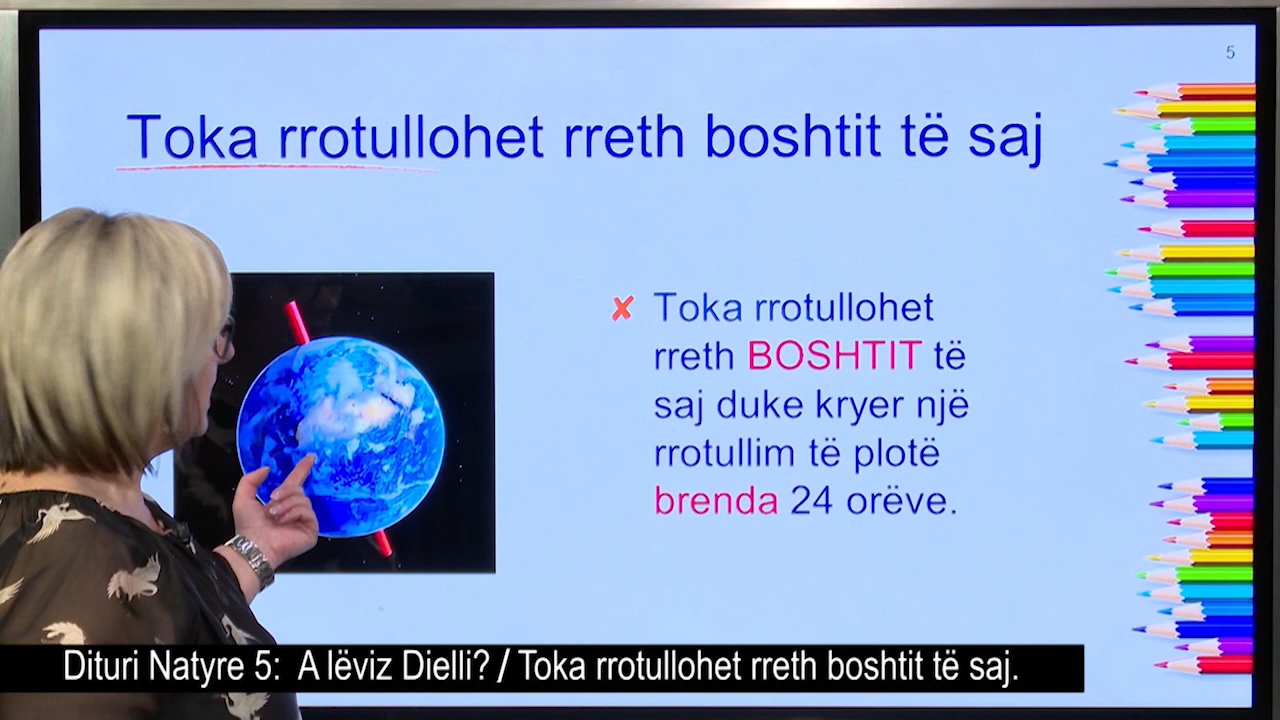 5
Toka rrotullohet rreth boshtit të saj
Toka rrotullohet
rreth BOSHTIT të
saj duke kryer një
rrotullim të plotë
brenda 24 orëve.
Dituri Natyre 5: A lëviz Dielli? / Toka rrotullohet rreth boshtit të saj.